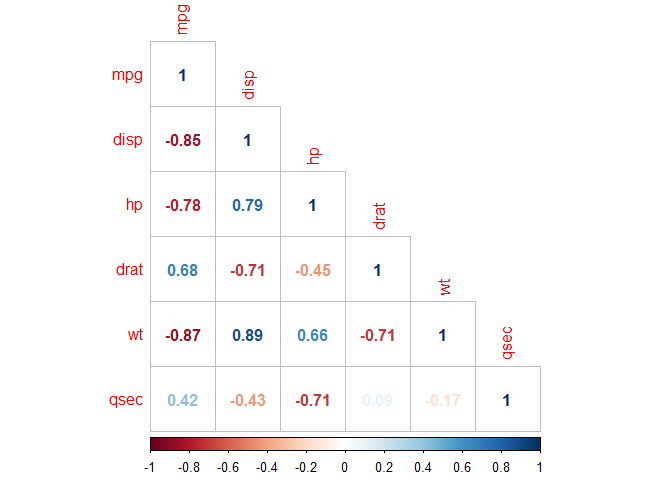 mpg
mpg 1 disp
disp -0.85 1 hp
hp -0.78 0.79 1 drat
drat 0.68 -0.71 -0.45 1 wt
wt -0.87 0.89 0.66 -0.71 1 qsec
qsec 0.42 -0.43 -0.71 0.09 -0.17 1
-1 -0.8 -0.6 -0.4 -0.2 0 0.2 0.4 0.6 0.8 1